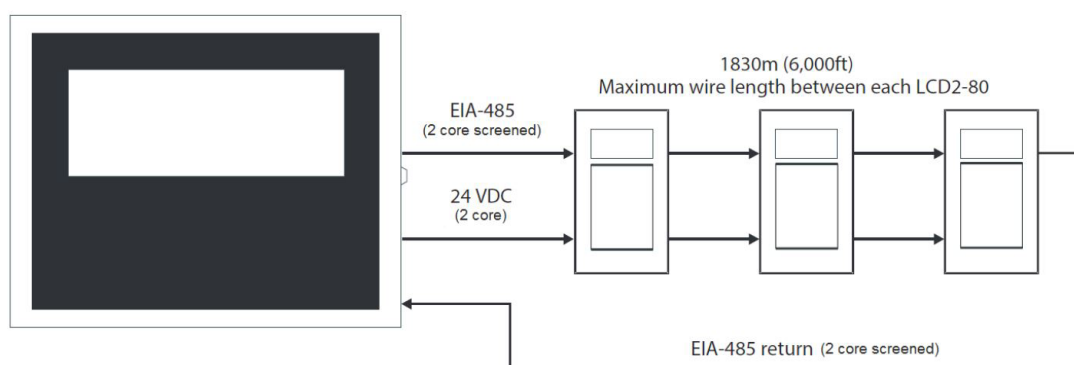 1830m (6,000ft)
Maximum wire length between each LCD2-80
EIA-485
(2 core screened)
24 VDC
(2 core)
EIA-485 return (2 core screened)